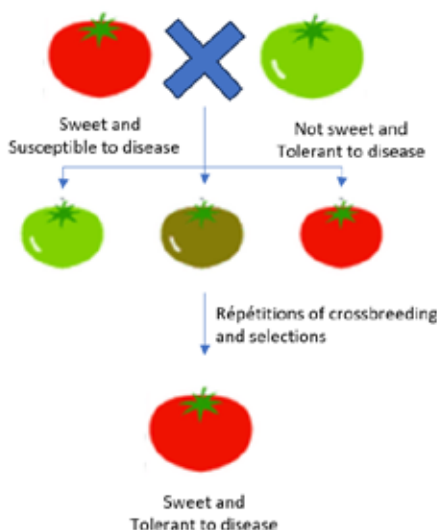 Sweet and
Susceptible to disease
Not sweet and
Tolerant to disease
Répétitions of crossbreeding
and selections
Sweet and
Tolerant to disease